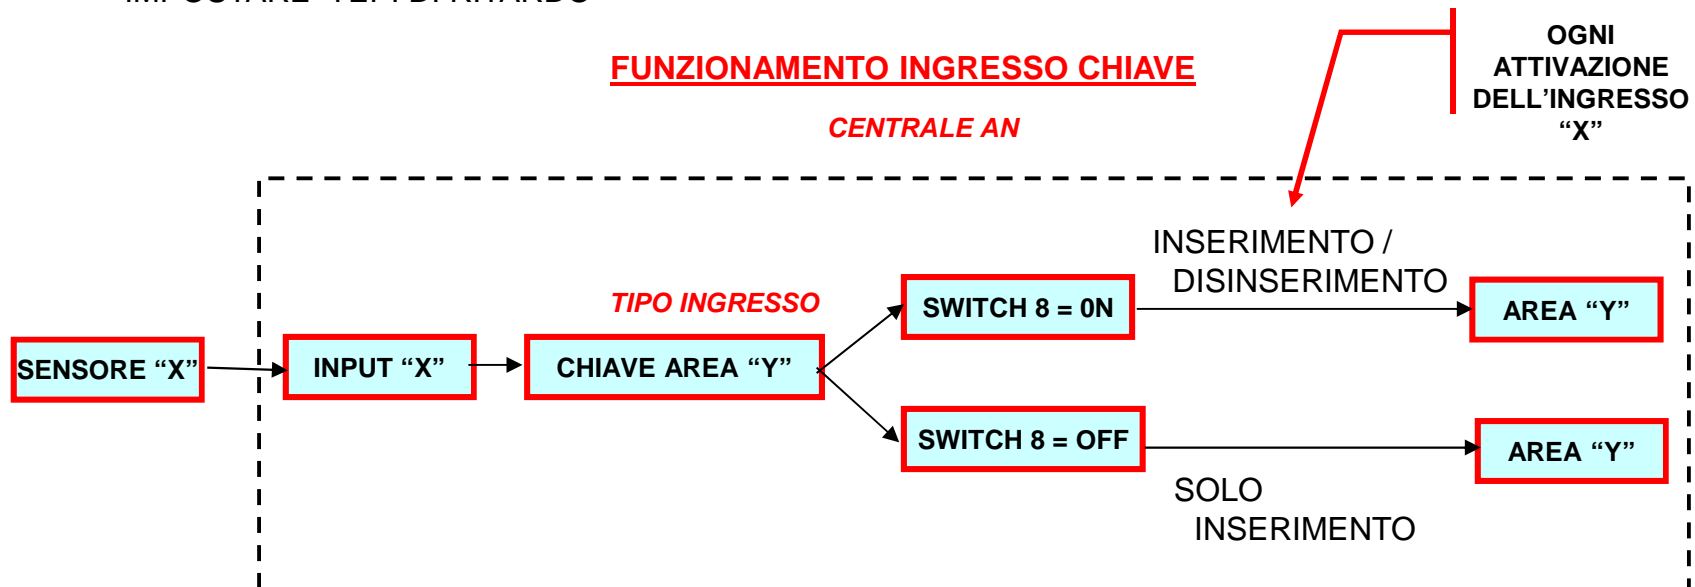 FUNZIONAMENTO INGRESSO CHIAVE
CENTRALE AN
OGNI
ATTIVAZIONE
DELL’INGRESSO
“X”
INSERIMENTO /
DISINSERIMENTO
TIPO INGRESSO
SWITCH 8 = 0N
AREA “Y”
SENSORE “X”
INPUT “X”
CHIAVE AREA “Y”
SWITCH 8 = OFF
AREA “Y”
SOLO
INSERIMENTO